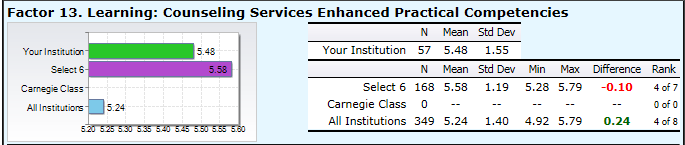 Factor 13. Learning: Counseling Services Enhanced Practical Competencies
Your Institution 5.48
Select 6 5.58
Carnegie Class
All Institutions 5.24
5.20 5.25 5.30 5.35 5.40 5.45 5.50 5.55 5.60
N Mean Std Dev
Your Institution 57 5.48 1.55
N Mean Std Dev Min Max Difference Rank
Select 6 168 5.58 1.19 5.28 5.79 -0.10 4 of 7
Carnegie Class 0 -- -- -- -- -- 0 of 0
All Institutions 349 5.24 1.40 4.92 5.79 0.24 4 of 8